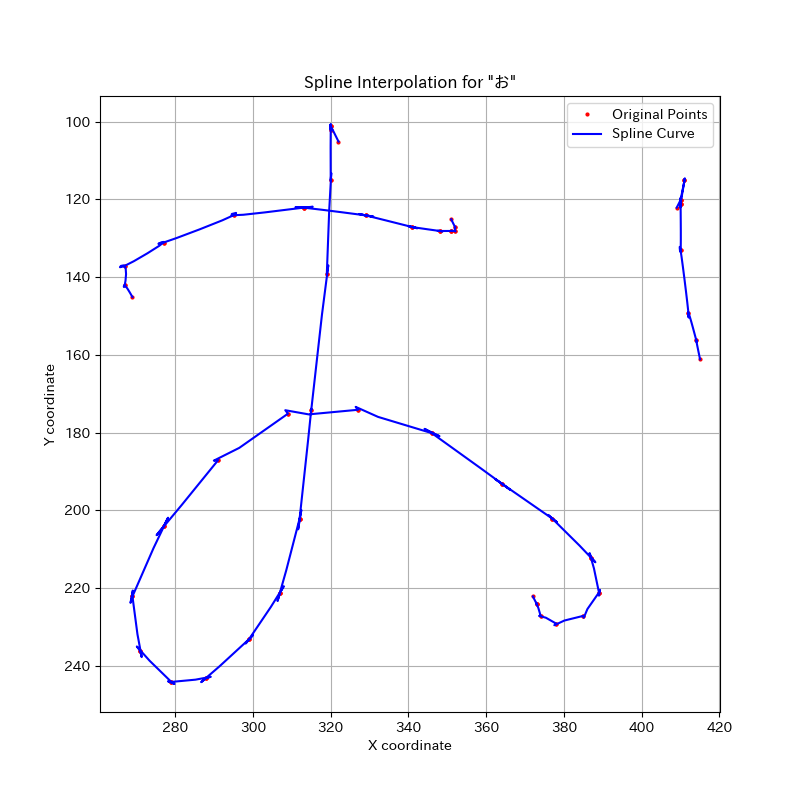 Spline Interpolation for "お"
Original Points
Spline Curve
100
120
140
160
180
200
220
240
Y coordinate
280
300
320
340
360
380
400
420
X coordinate
お